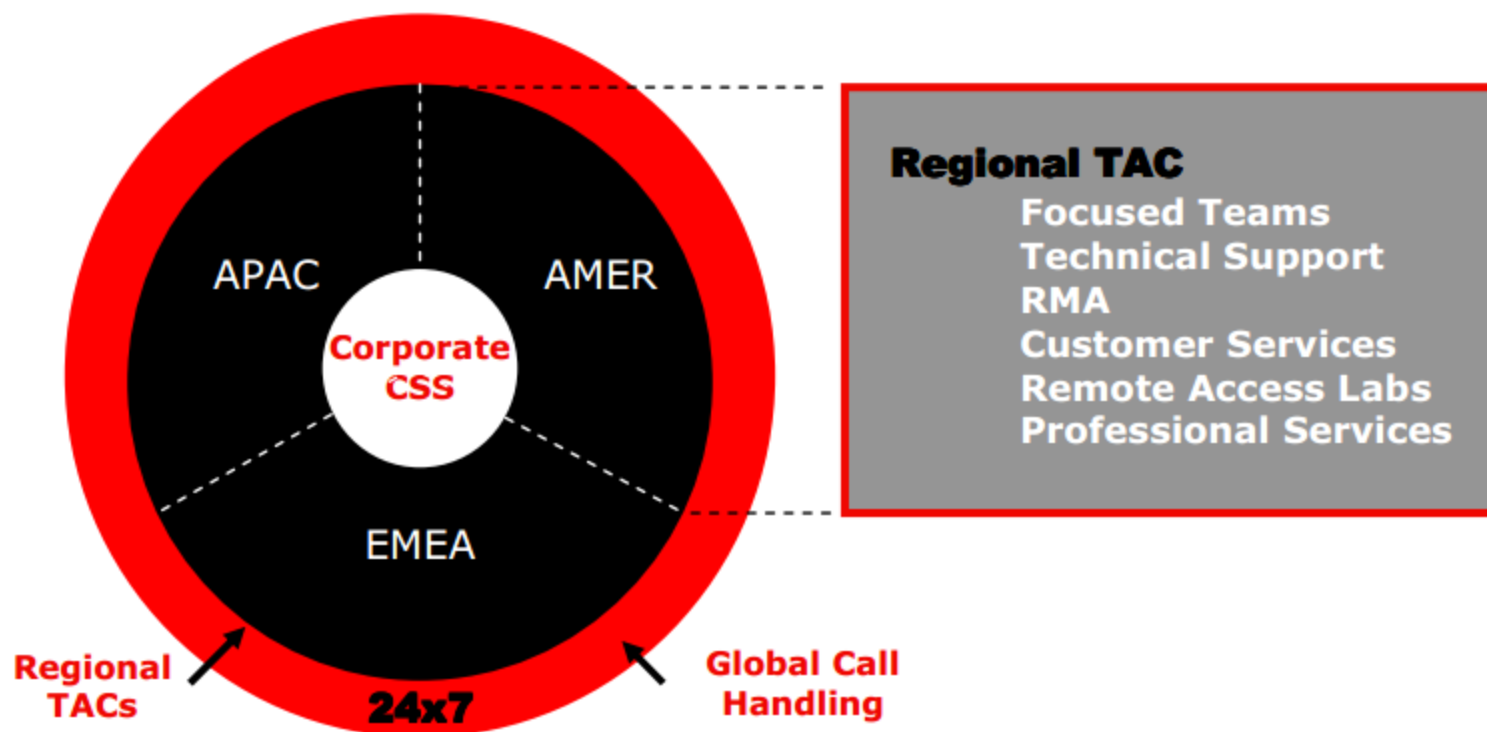 APAC
AMER
Corporate
CSS
EMEA
Regional
TACs
24x7
Global Call
Handling
Regional TAC
Focused Teams
Technical Support
RMA
Customer Services
Remote Access Labs
Professional Services